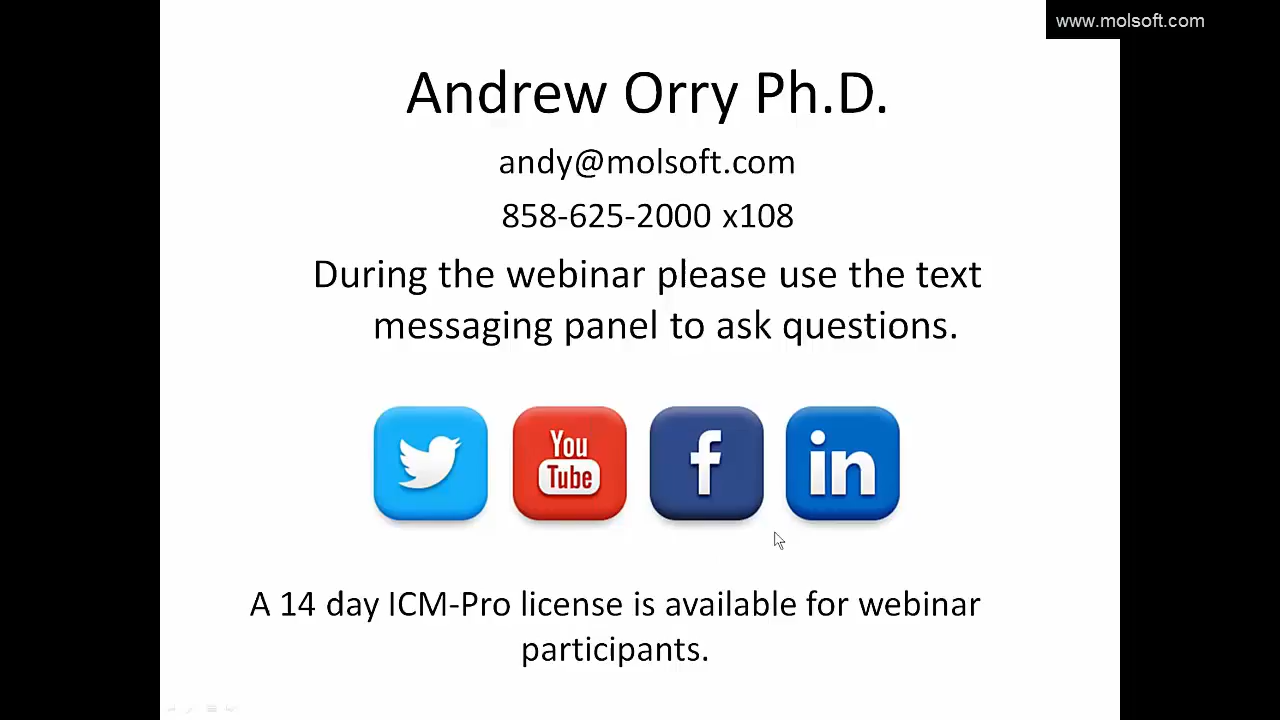 www.molsoft.com
Andrew Orry Ph.D.
andy@molsoft.com
858-625-2000 x108
During the webinar please use the text
messaging panel to ask questions.
You
Tube
f
in
A 14 day ICM-Pro license is available for webinar
participants.